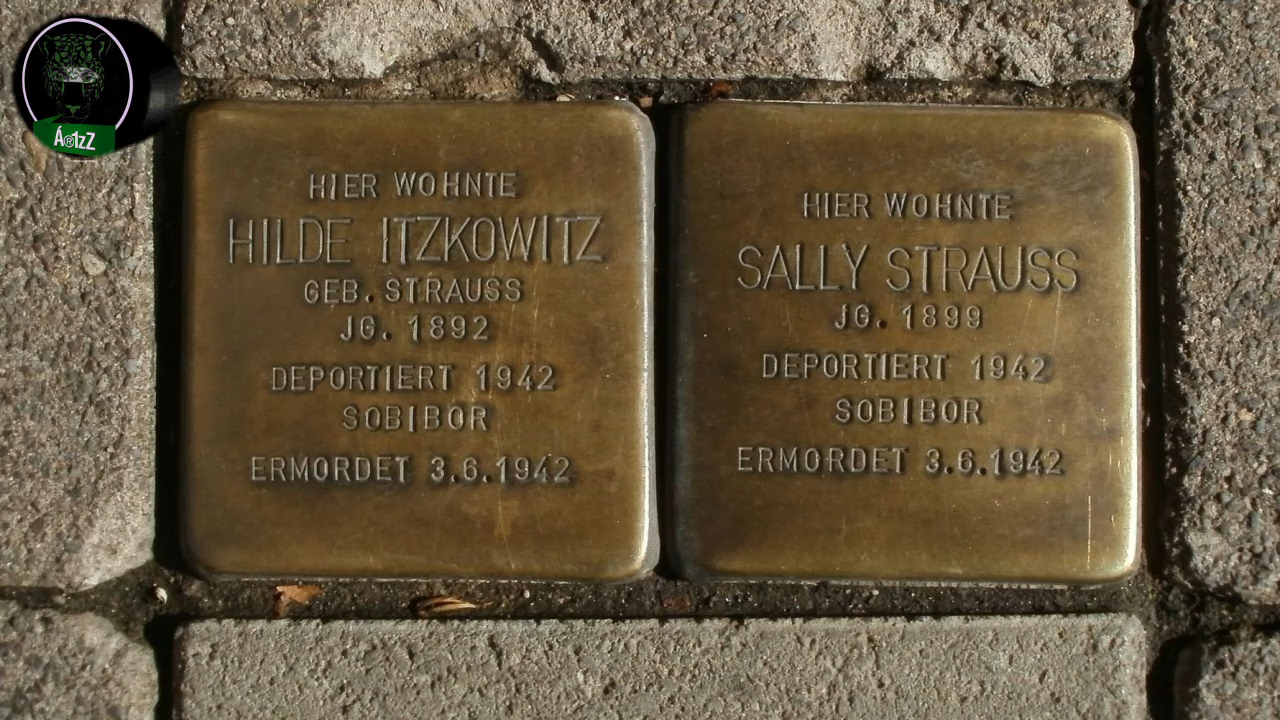 Á®1zZ
HIER WOHNTE
HILDE ITZKOWITZ
GEB. STRAUSS
JG. 1892
DEPORTIERT 1942
SOBIBOR
ERMORDET 3.6.1942
HIER WOHNTE
SALLY STRAUSS
JG. 1899
DEPORTIERT 1942
SOBIBOR
ERMORDET 3.6.1942